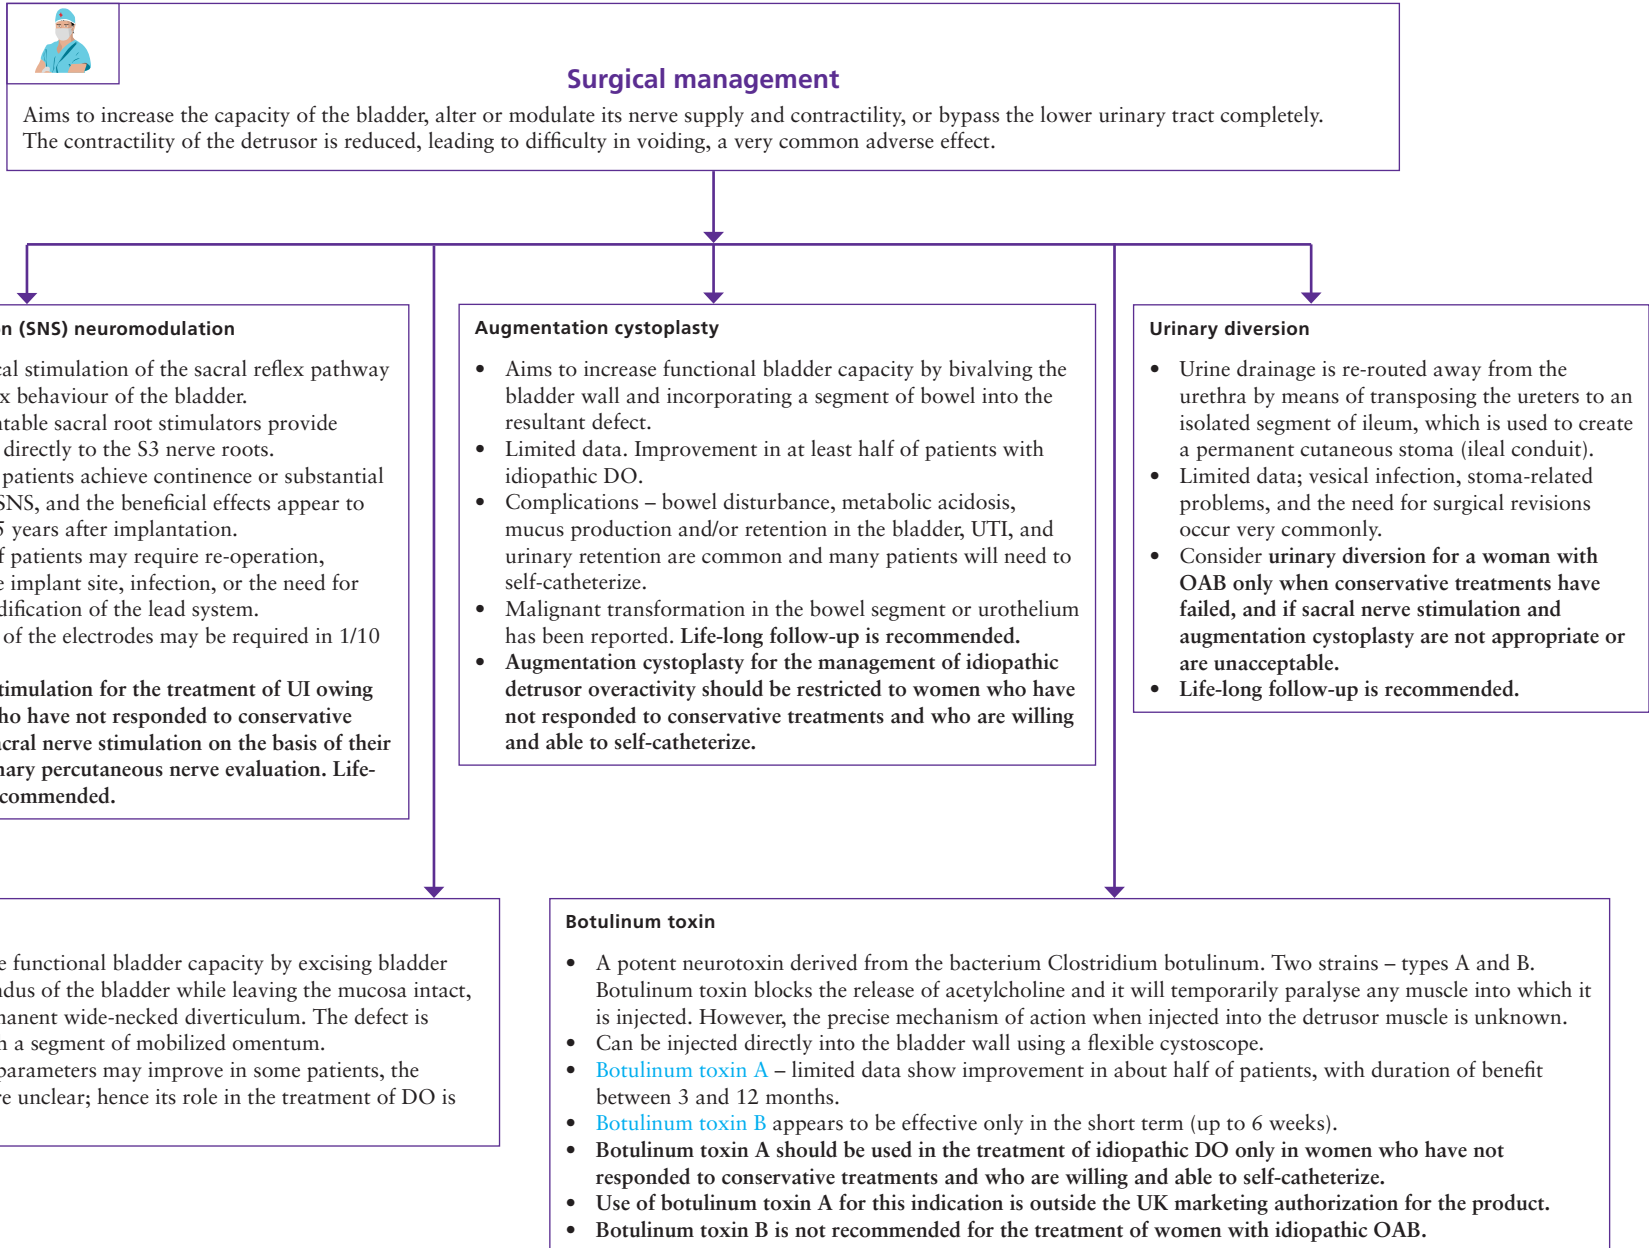 Surgical management
Aims to increase the capacity of the bladder, alter or modulate its nerve supply and contractility, or bypass the lower urinary tract completely.
The contractility of the detrusor is reduced, leading to difficulty in voiding, a very common adverse effect.
(SNS) neuromodulation
stimulation of the sacral reflex pathway
behaviour of the bladder.
sacral root stimulators provide
directly to the S3 nerve roots.
patients achieve continence or substantial
SNS, and the beneficial effects appear to
5 years after implantation.
patients may require re-operation,
implant site, infection, or the need for
of the lead system.
of the electrodes may be required in 1/10
for the treatment of UI owing
have not responded to conservative
nerve stimulation on the basis of their
percutaneous nerve evaluation. Life-
Augmentation cystoplasty
• Aims to increase functional bladder capacity by bivalving the
bladder wall and incorporating a segment of bowel into the
resultant defect.
• Limited data. Improvement in at least half of patients with
idiopathic DO.
• Complications – bowel disturbance, metabolic acidosis,
mucus production and/or retention in the bladder, UTI, and
urinary retention are common and many patients will need to
self-catheterize.
• Malignant transformation in the bowel segment or urothelium
has been reported. Life-long follow-up is recommended.
• Augmentation cystoplasty for the management of idiopathic
detrusor overactivity should be restricted to women who have
not responded to conservative treatments and who are willing
and able to self-catheterize.
Urinary diversion
• Urine drainage is re-routed away from the
urethra by means of transposing the ureters to an
isolated segment of ileum, which is used to create
a permanent cutaneous stoma (ileal conduit).
• Limited data; vesical infection, stoma-related
problems, and the need for surgical revisions
occur very commonly.
• Consider urinary diversion for a woman with
OAB only when conservative treatments have
failed, and if sacral nerve stimulation and
augmentation cystoplasty are not appropriate or
are unacceptable.
• Life-long follow-up is recommended.
functional bladder capacity by excising bladder
of the bladder while leaving the mucosa intact,
wide-necked diverticulum. The defect is
a segment of mobilized omentum.
parameters may improve in some patients, the
unclear; hence its role in the treatment of DO is
Botulinum toxin
• A potent neurotoxin derived from the bacterium Clostridium botulinum. Two strains – types A and B.
Botulinum toxin blocks the release of acetylcholine and it will temporarily paralyse any muscle into which it
is injected. However, the precise mechanism of action when injected into the detrusor muscle is unknown.
• Can be injected directly into the bladder wall using a flexible cystoscope.
• Botulinum toxin A – limited data show improvement in about half of patients, with duration of benefit
between 3 and 12 months.
• Botulinum toxin B appears to be effective only in the short term (up to 6 weeks).
• Botulinum toxin A should be used in the treatment of idiopathic DO only in women who have not
responded to conservative treatments and who are willing and able to self-catheterize.
• Use of botulinum toxin A for this indication is outside the UK marketing authorization for the product.
• Botulinum toxin B is not recommended for the treatment of women with idiopathic OAB.